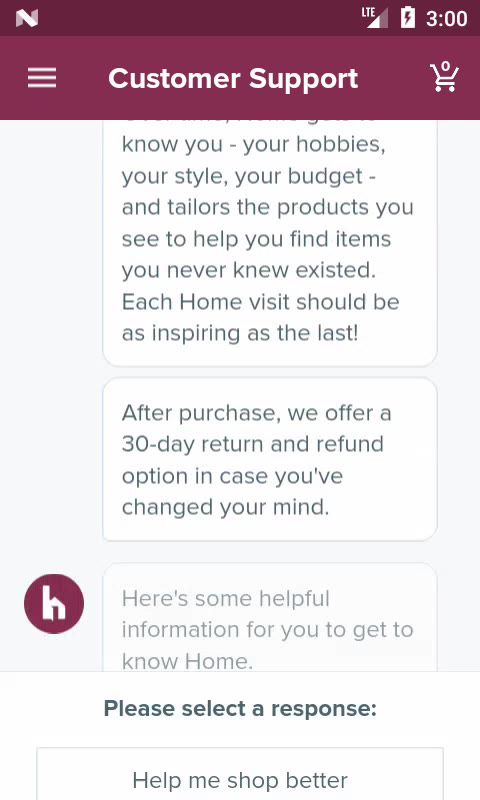 LTE 3:00
Customer Support 0
know you - your hobbies,
your style, your budget -
and tailors the products you
see to help you find items
you never knew existed.
Each Home visit should be
as inspiring as the last!
After purchase, we offer a
30-day return and refund
option in case you've
changed your mind.
h
Here's some helpful
information for you to get to
know Home.
Please select a response:
Help me shop better